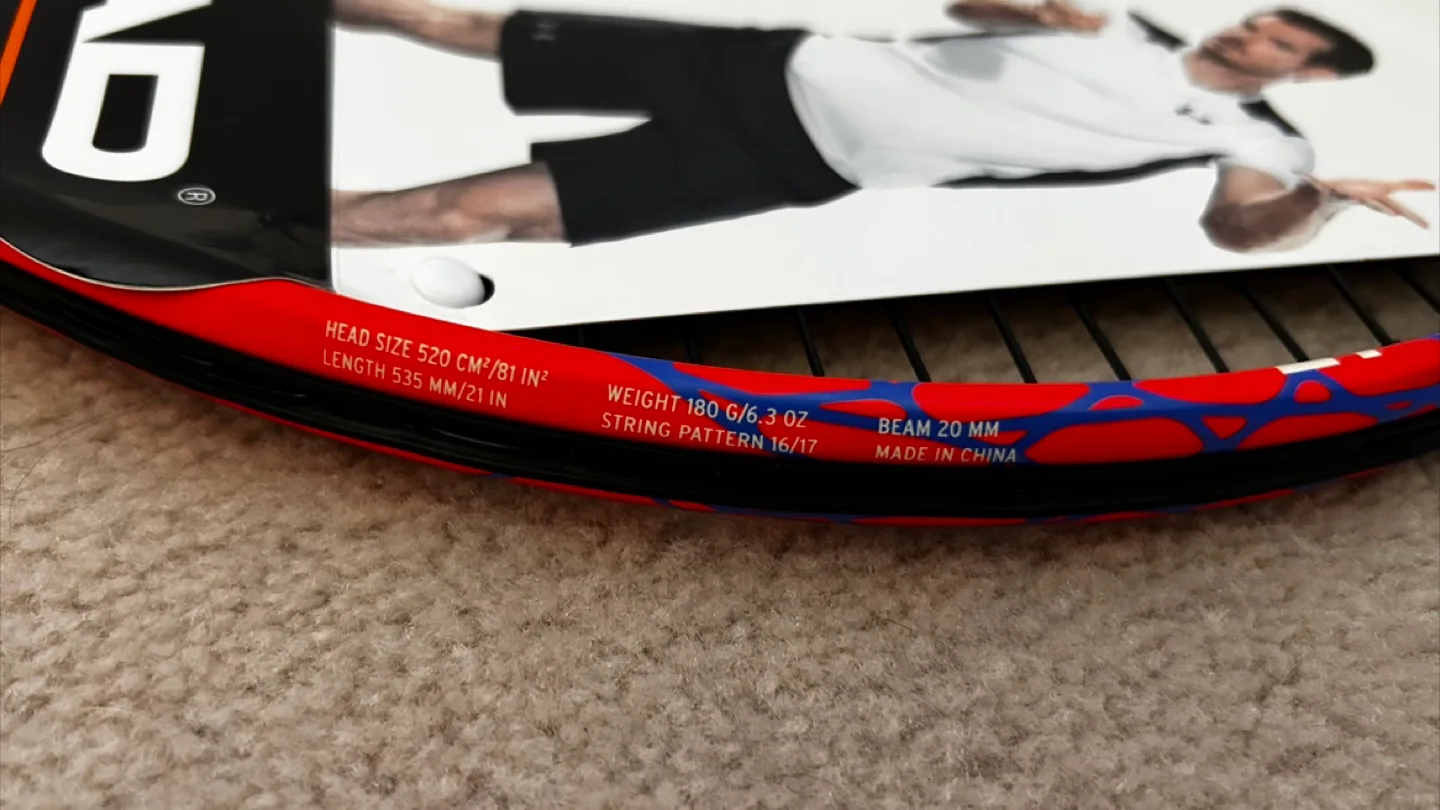 D
®
HEAD SIZE 520 CM²/81 IN²
LENGTH 535 MM/21 IN
WEIGHT 180 G/6.3 OZ
STRING PATTERN 16/17
BEAM 20 MM
MADE IN CHINA